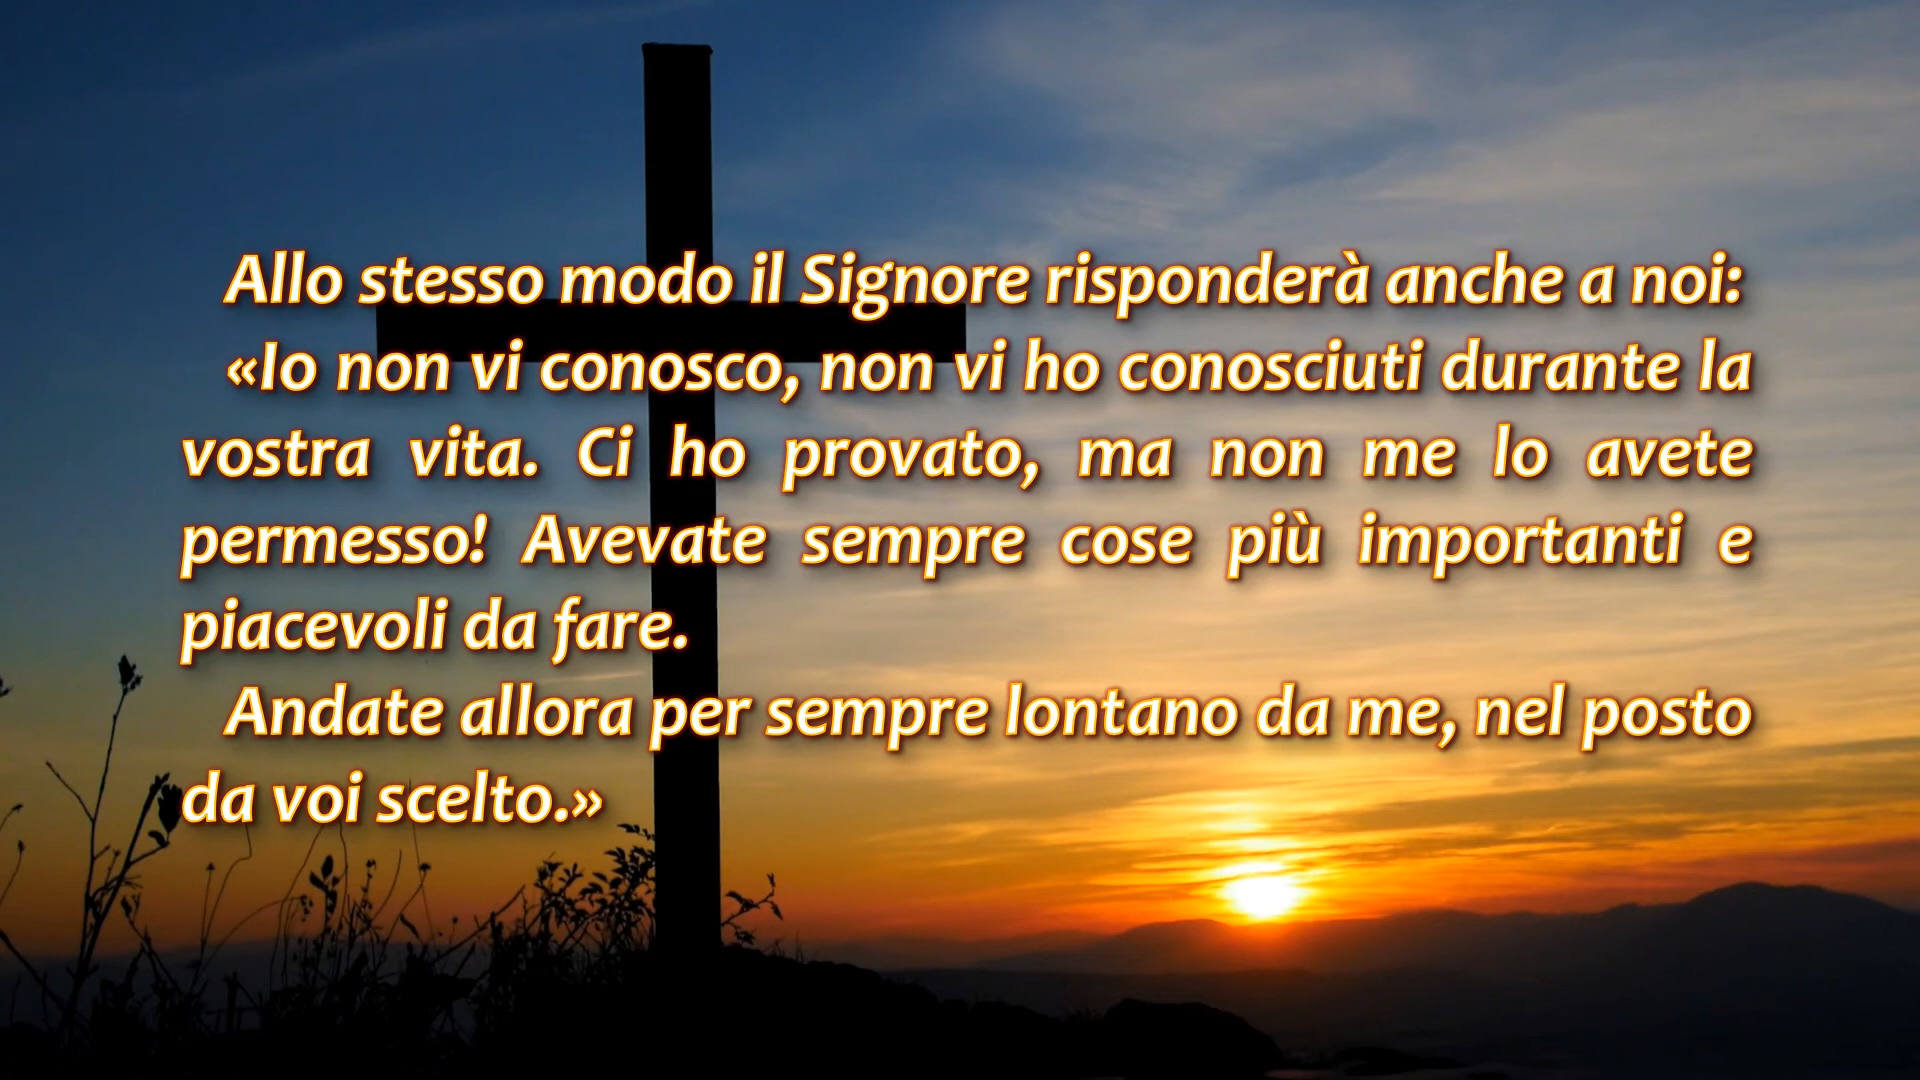 Allo stesso modo il Signore risponderà anche a noi:
«Io non vi conosco, non vi ho conosciuti durante la
vostra vita. Ci ho provato, ma non me lo avete
permesso! Avevate sempre cose più importanti e
piacevoli da fare.
Andate allora per sempre lontano da me, nel posto
da voi scelto.»